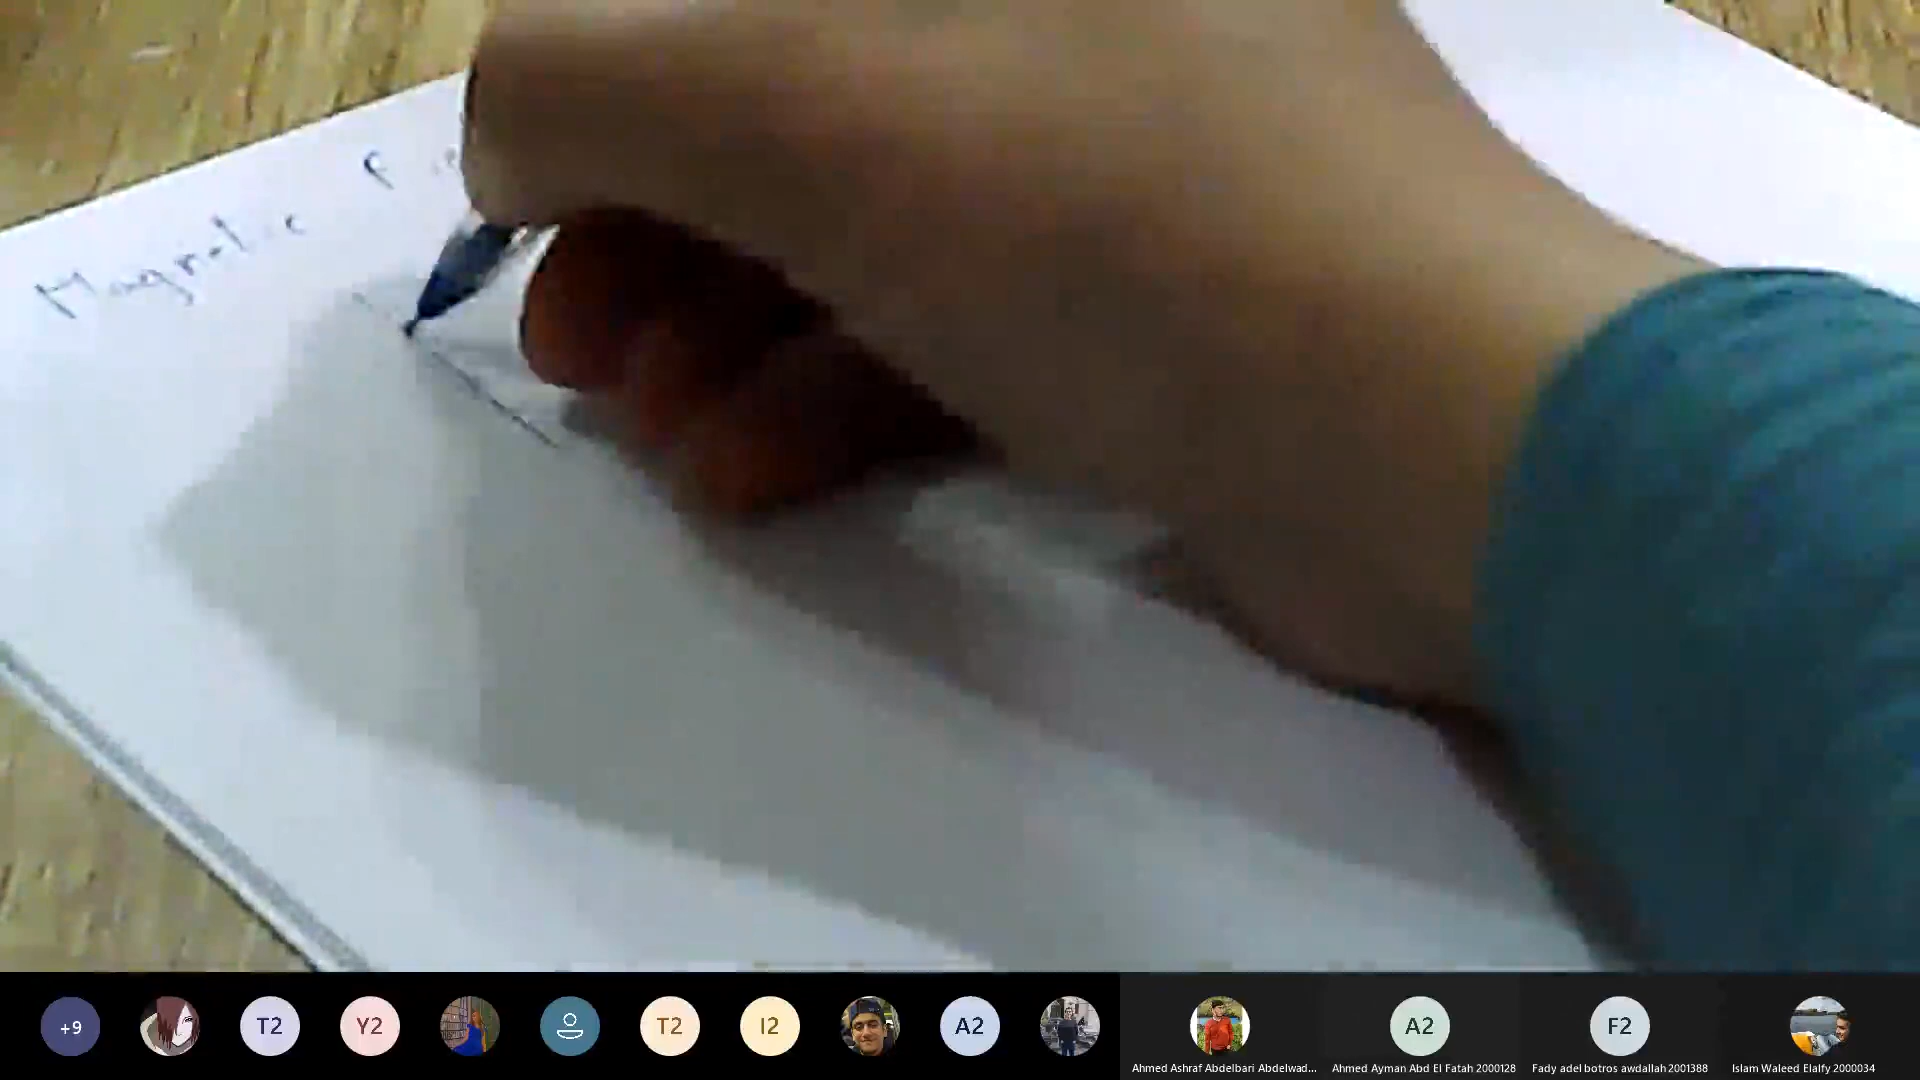 Magnetic
+9
T2
Y2
T2
I2
A2
A2
F2
Ahmed Ashraf Abdelbari Abdelwad...
Ahmed Ayman Abd El Fatah 2000128
Fady adel botros awdallah 2001388
Islam Waleed Elalfy 2000034